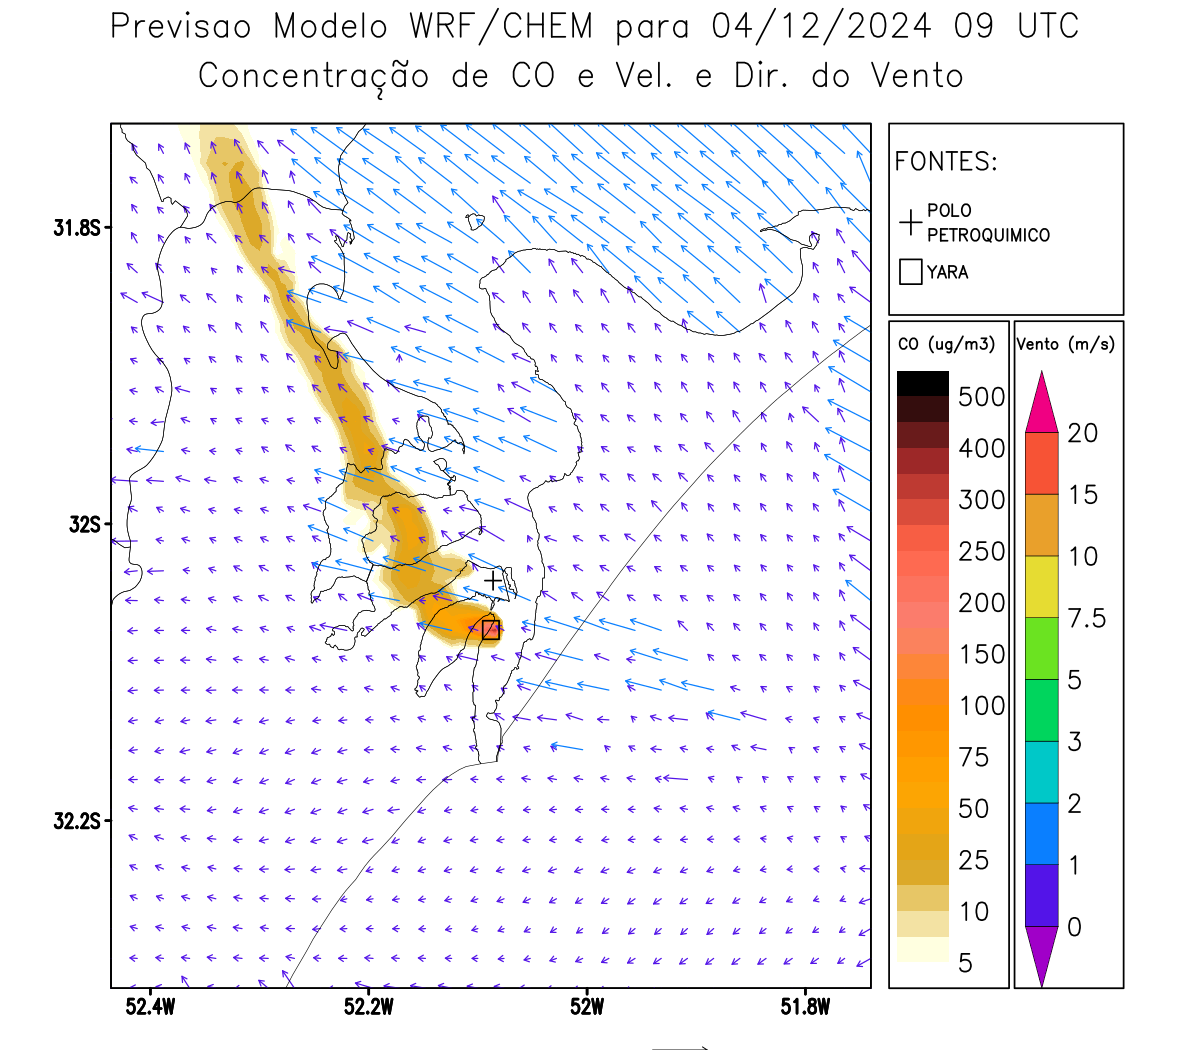 Previsao Modelo WRF/CHEM para 04/12/2024 09 UTC
Concentração de CO e Vel. e Dir. do Vento
FONTES:
POLO
PETROQUIMICO
YARA
CO (ug/m3)
500
400
300
250
200
150
100
75
50
25
10
5
Vento (m/s)
20
15
10
7.5
5
3
2
1
0
31.8S
32S
32.2S
52.4W
52.2W
52W
51.8W